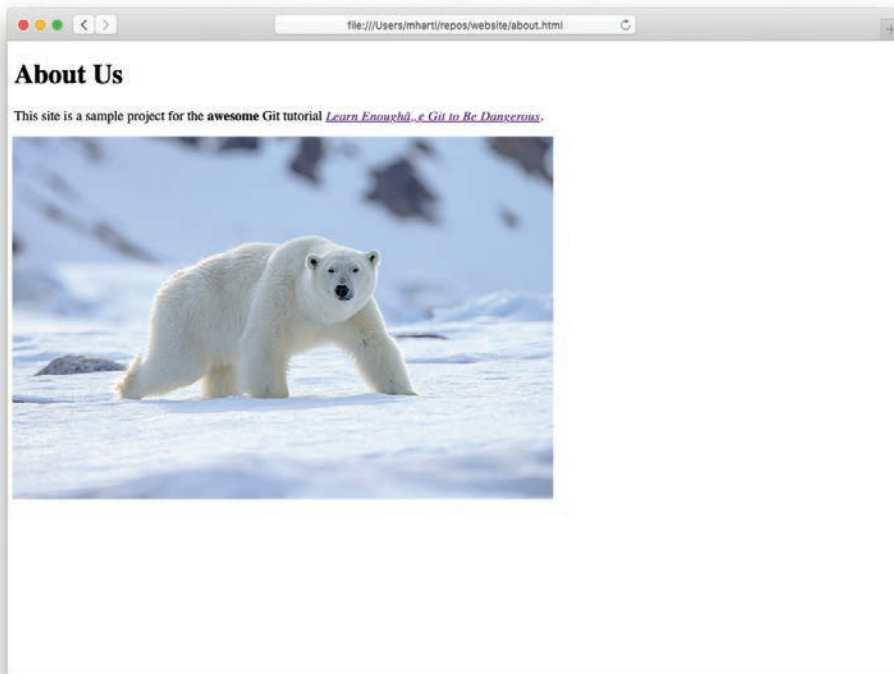 file:///Users/mhartl/repos/website/about.html
About Us
This site is a sample project for the awesome Git tutorial Learn Enoughâ„¢ Git to Be Dangerous.